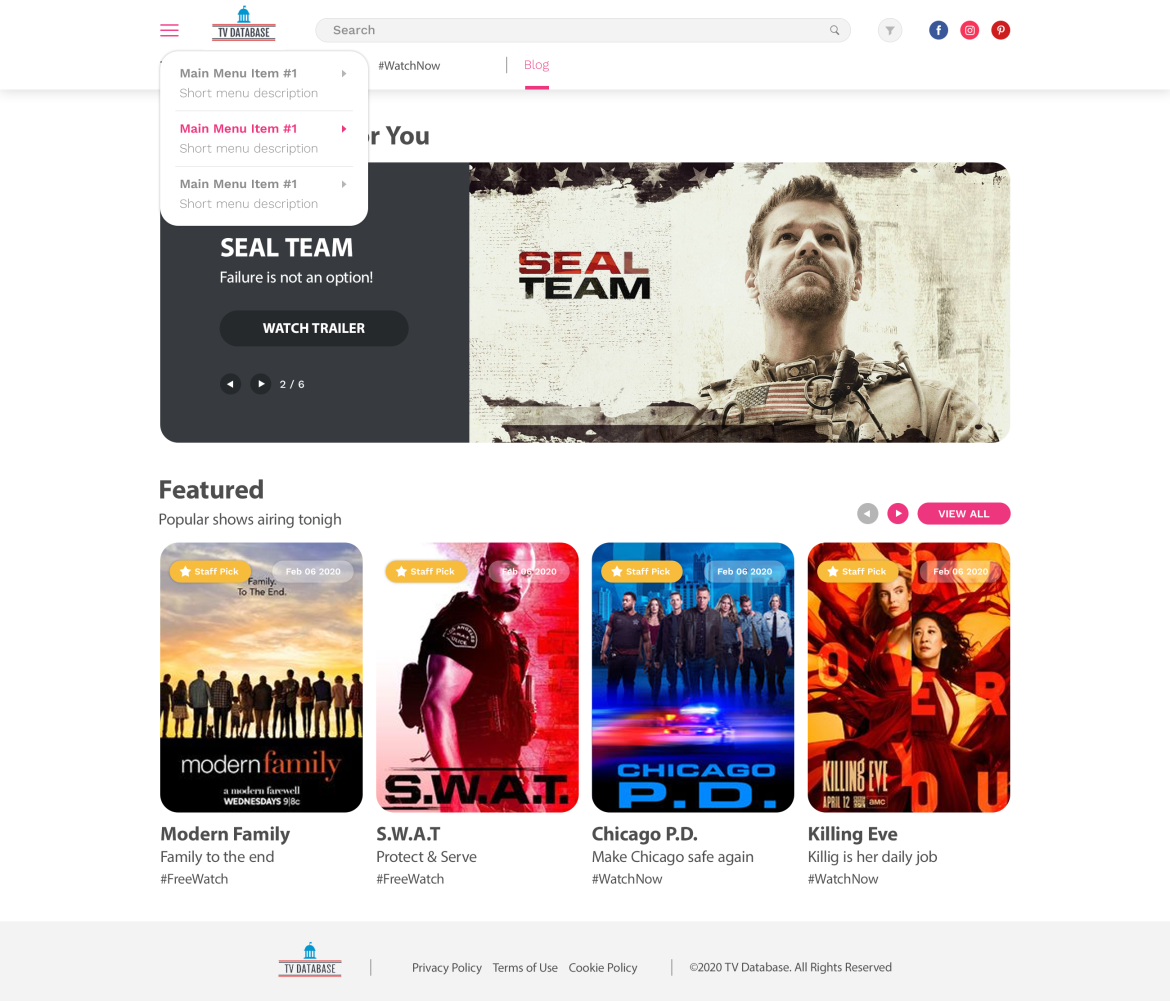 TV DATABASE
Search
#WatchNow
Blog
Main Menu Item #1
Short menu description
Main Menu Item #1
Short menu description
Main Menu Item #1
Short menu description
or You
SEAL TEAM
Failure is not an option!
WATCH TRAILER
2 / 6
SEAL
TEAM
Featured
Popular shows airing tonigh
VIEW ALL
Staff Pick
Feb 06 2020
Family.
To The End.
modern family
a modern farewell
WEDNESDAYS 9|8c
Modern Family
Family to the end
#FreeWatch
Staff Pick
Feb 06 2020
POLICE
S.W.A.T.
S.W.A.T
Protect & Serve
#FreeWatch
Staff Pick
Feb 06 2020
CHICAGO
P.D.
Chicago P.D.
Make Chicago safe again
#WatchNow
Staff Pick
Feb 06 2020
OVER
YOU
KILLING EVE
APRIL 12
AMC
Killing Eve
Killig is her daily job
#WatchNow
TV DATABASE
Privacy Policy
Terms of Use
Cookie Policy
©2020 TV Database. All Rights Reserved